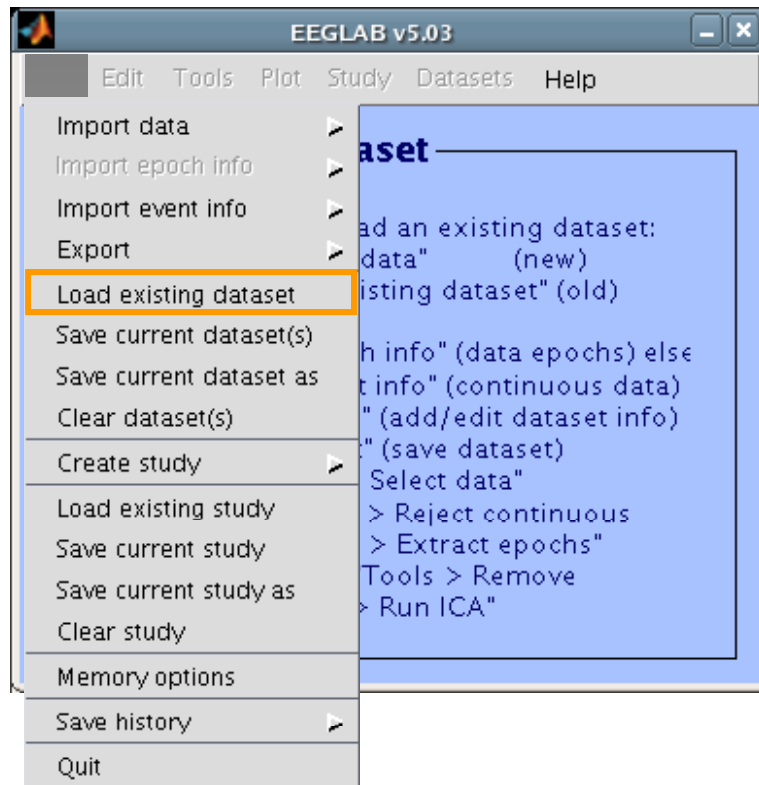 EEGLAB v5.03
Edit Tools Plot Study Datasets Help
Import data
Import epoch info
Import event info
Export
Load existing dataset
Save current dataset(s)
Save current dataset as
Clear dataset(s)
Create study
Load existing study
Save current study
Save current study as
Clear study
Memory options
Save history
Quit
aset
ad an existing dataset:
data" (new)
isting dataset" (old)
h info" (data epochs) else
t info" (continuous data)
" (add/edit dataset info)
" (save dataset)
Select data"
> Reject continuous
> Extract epochs"
Tools > Remove
> Run ICA"